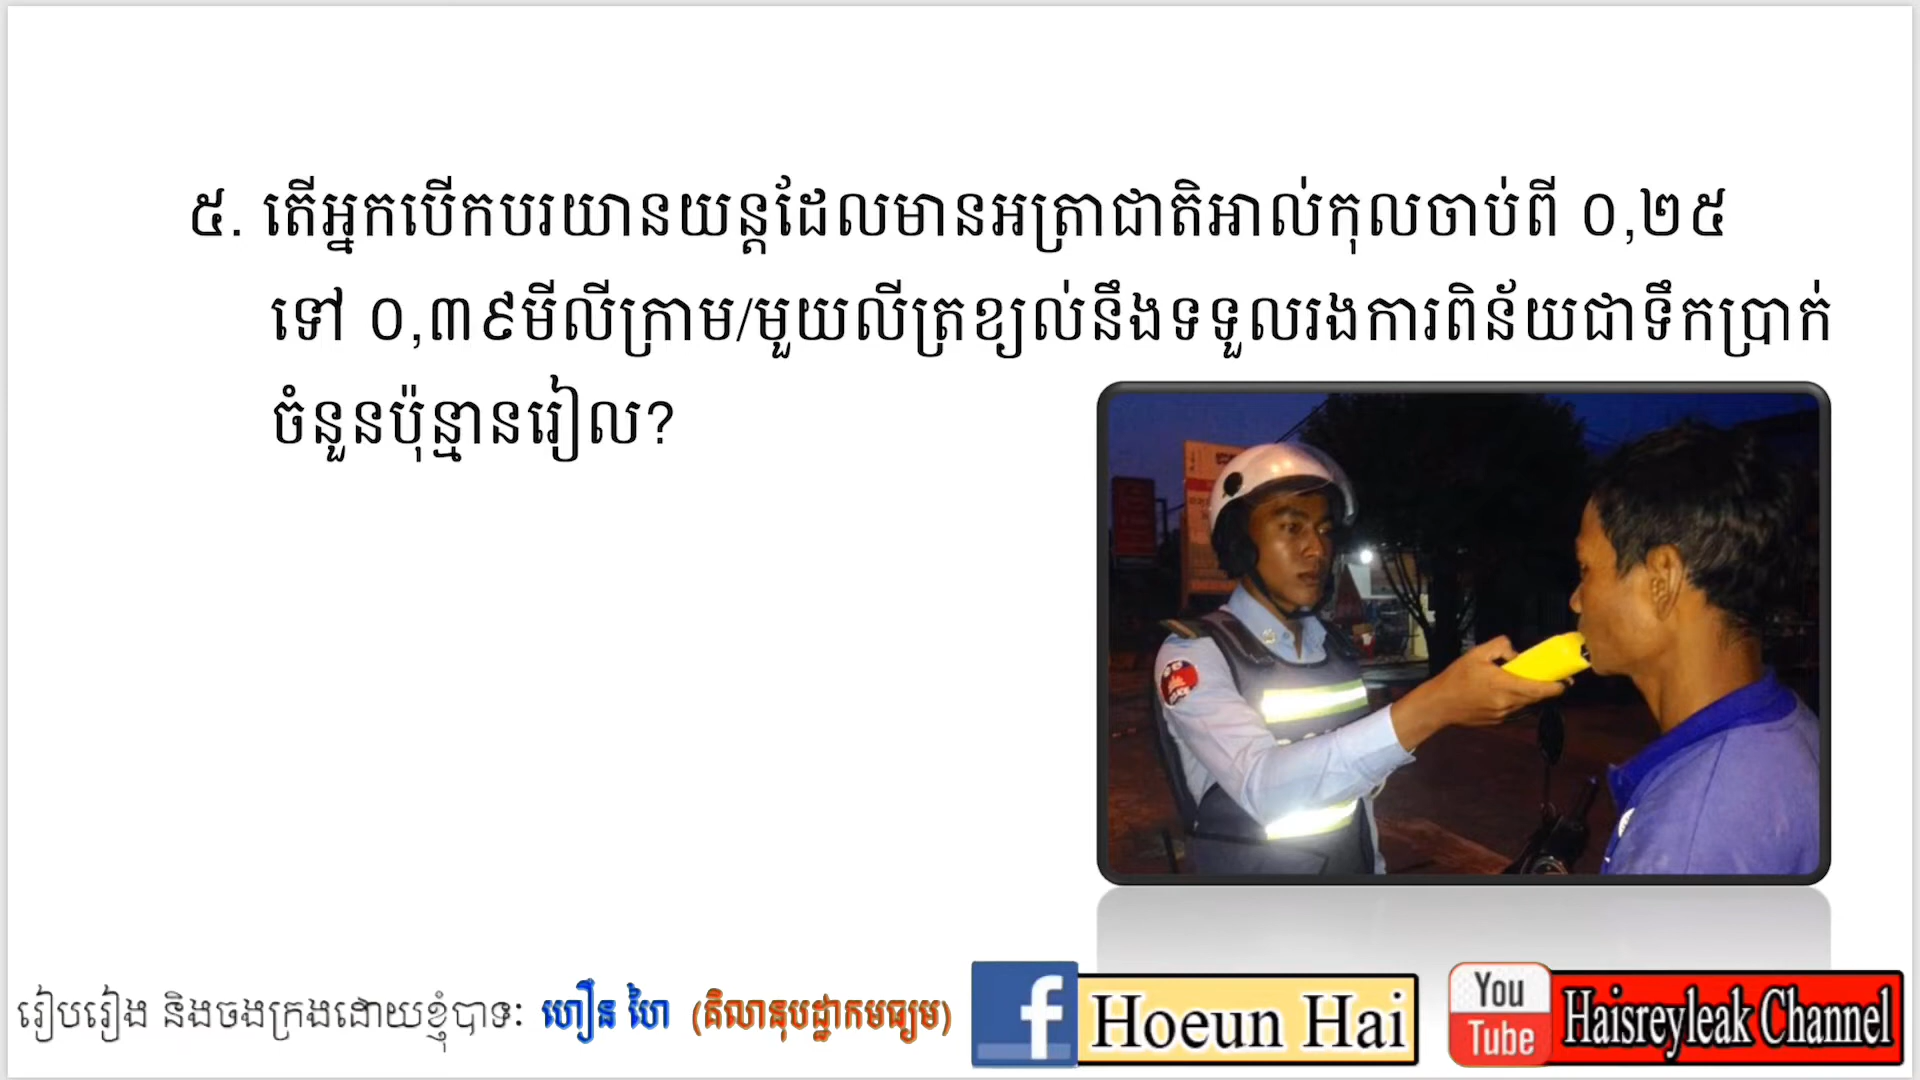 ៥. តើអ្នកបើកបរយានយន្តដែលមានអត្រាជាតិអាល់កុលចាប់ពី ០,២៥
ទៅ ០,៣៩មីលីក្រាម/មួយលីត្រខ្យល់នឹងទទួលរងការពិន័យជាទឹកប្រាក់
ចំនួនប៉ុន្មានរៀល?
រៀបរៀង និងចងក្រងដោយខ្ញុំបាទ: ហឿន ហៃ (គិលានុបដ្ឋាកមធ្យម)
f Hoeun Hai
You Tube Haisreyleak Channel